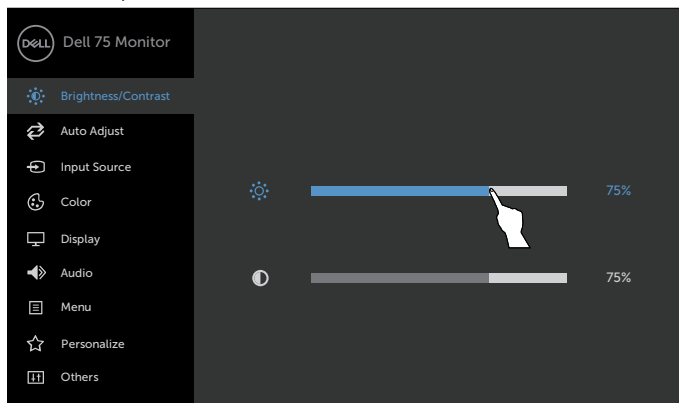 DELL
Dell 75 Monitor
Brightness/Contrast
Auto Adjust
Input Source
Color
Display
Audio
Menu
Personalize
Others
75%
75%